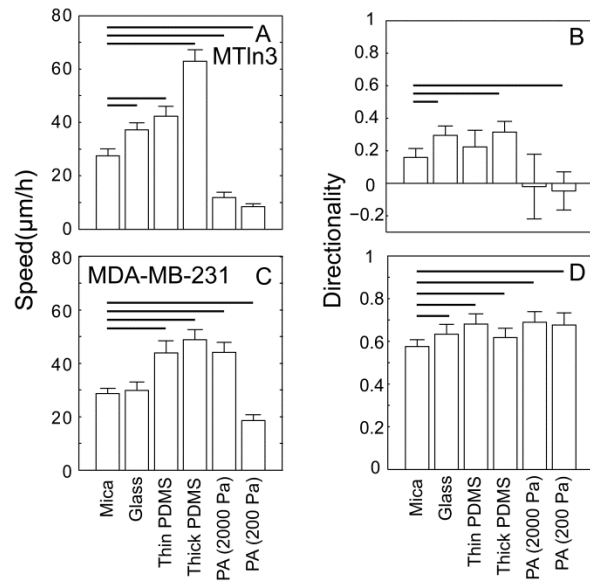 A
MTln3
80
60
40
20
0
B
1
0.8
0.6
0.4
0.2
0
−0.2
Speed(μm/h)
Directionality
MDA-MB-231
C
80
60
40
20
0
D
1
0.8
0.6
0.4
0.2
0
Mica
Glass
Thin PDMS
Thick PDMS
PA (2000 Pa)
PA (200 Pa)
Mica
Glass
Thin PDMS
Thick PDMS
PA (2000 Pa)
PA (200 Pa)